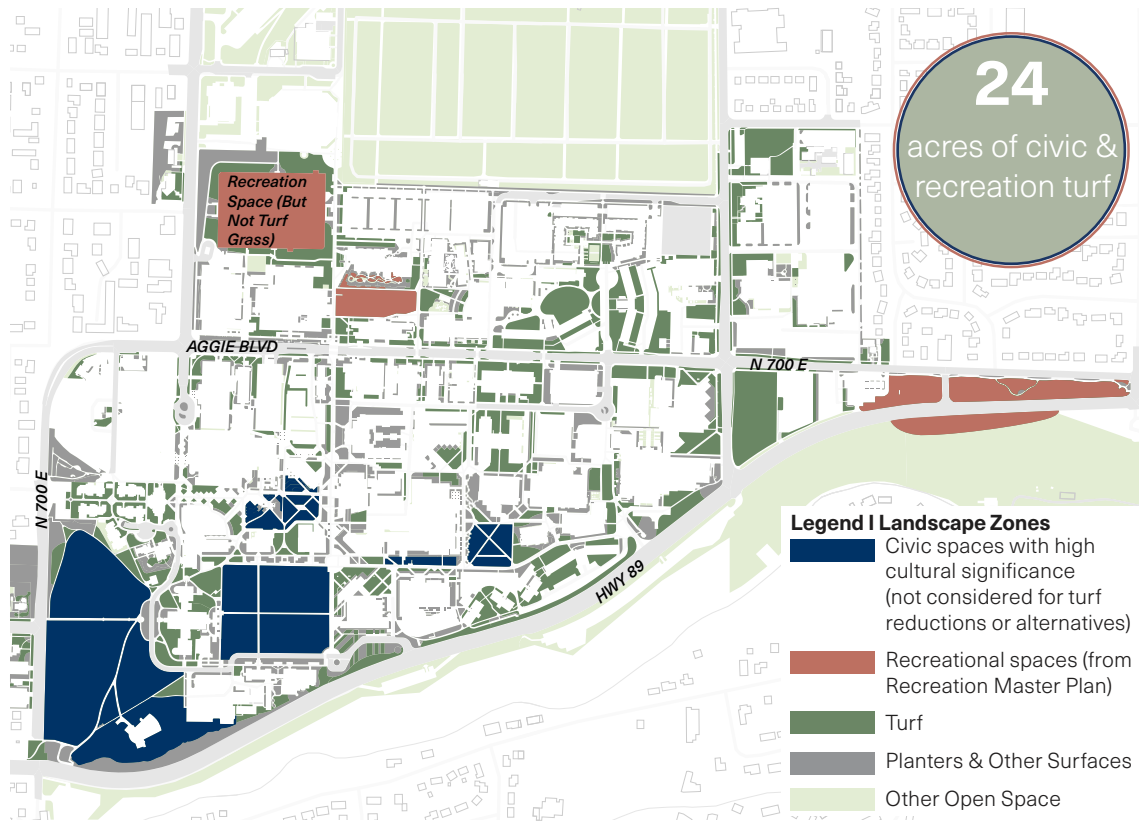 24
acres of civic &
recreation turf
Recreation
Space (But
Not Turf
Grass)
AGGIE BLVD
N 700 E
N 700 E
HWY 89
Legend I Landscape Zones
Civic spaces with high
cultural significance
(not considered for turf
reductions or alternatives)
Recreational spaces (from
Recreation Master Plan)
Turf
Planters & Other Surfaces
Other Open Space